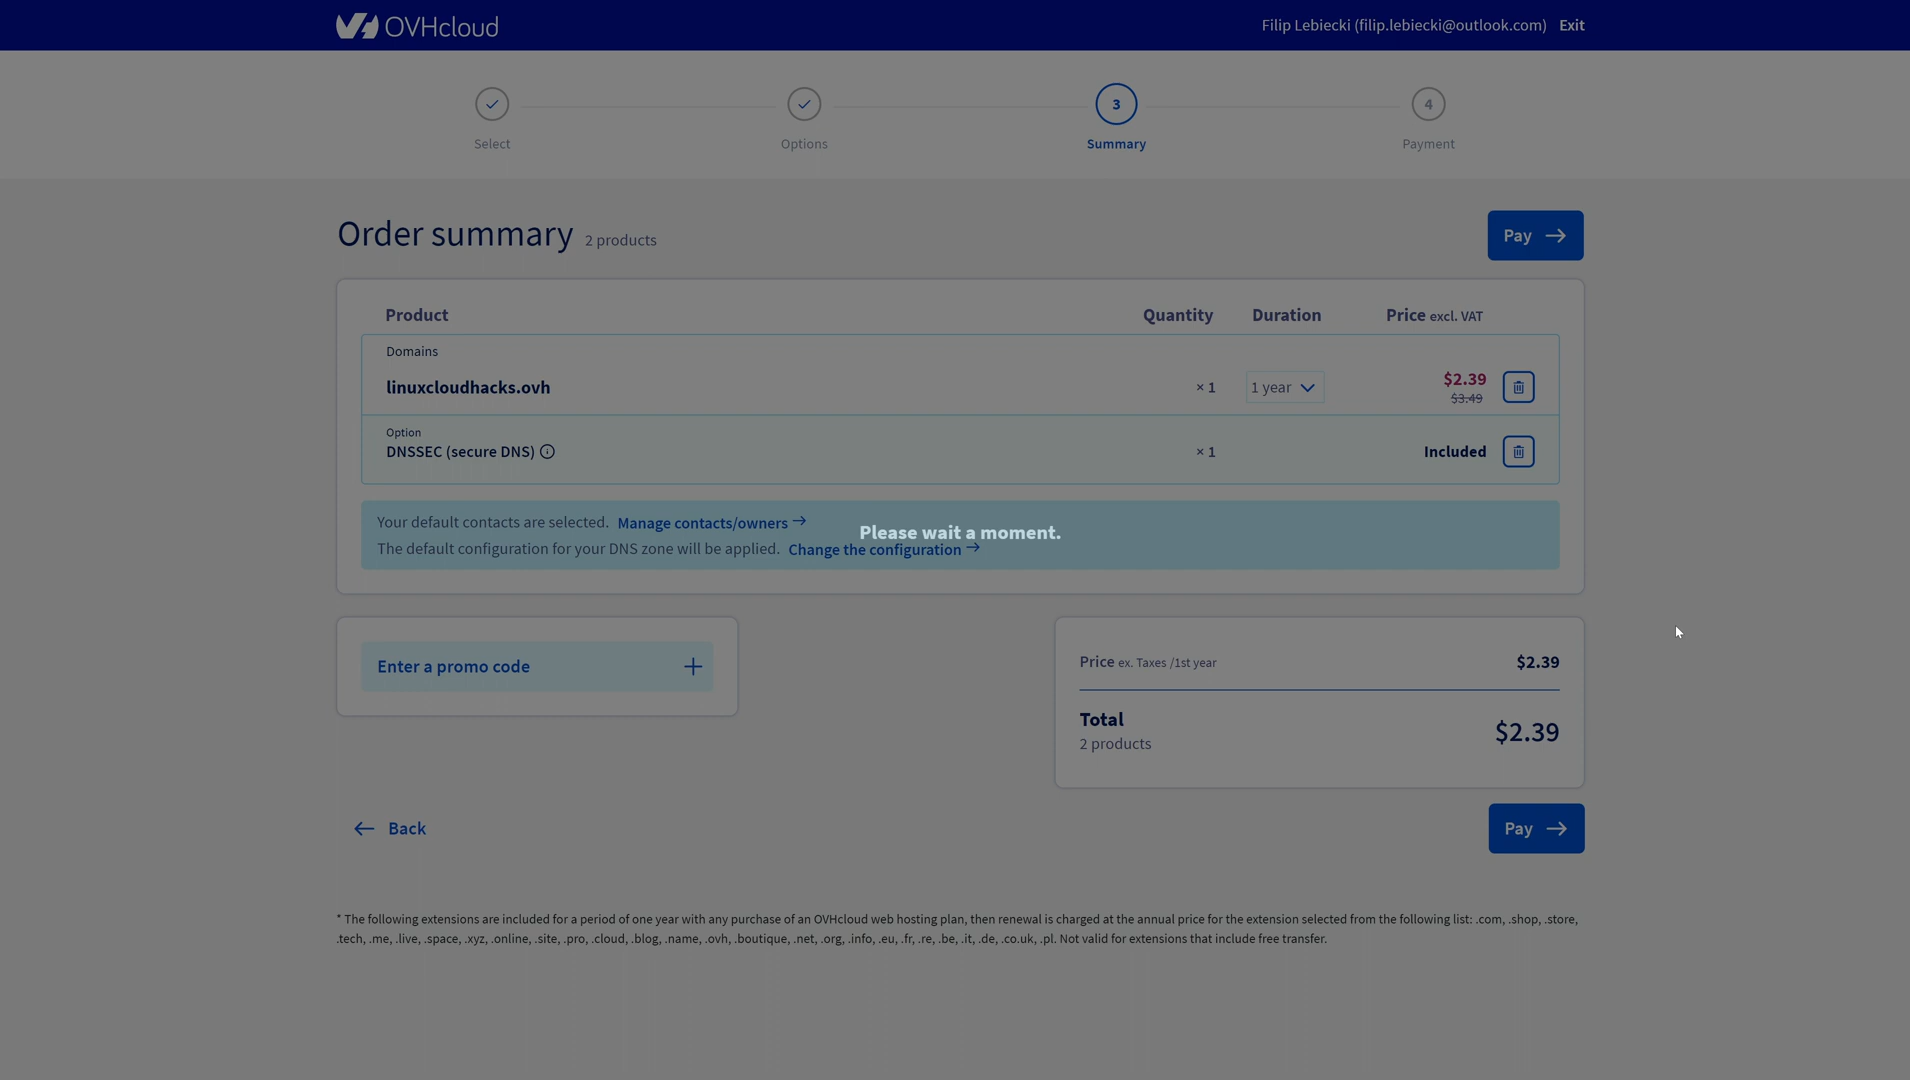 OVHcloud
Filip Lebiecki (filip.lebiecki@outlook.com) Exit
Select
Options
3
Summary
4
Payment
Order summary 2 products
Pay
Product Quantity Duration Price excl. VAT
Domains
linuxcloudhacks.ovh × 1 1 year $2.39
$3.49
Option
DNSSEC (secure DNS) × 1 Included
Your default contacts are selected. Manage contacts/owners
Please wait a moment.
The default configuration for your DNS zone will be applied. Change the configuration
Enter a promo code
Price ex. Taxes /1st year $2.39
Total
2 products
$2.39
Back
Pay
* The following extensions are included for a period of one year with any purchase of an OVHcloud web hosting plan, then renewal is charged at the annual price for the extension selected from the following list: .com, .shop, .store,
.tech, .me, .live, .space, .xyz, .online, .site, .pro, .cloud, .blog, .name, .ovh, .boutique, .net, .org, .info, .eu, .fr, .re, .be, .it, .de, .co.uk, .pl. Not valid for extensions that include free transfer.